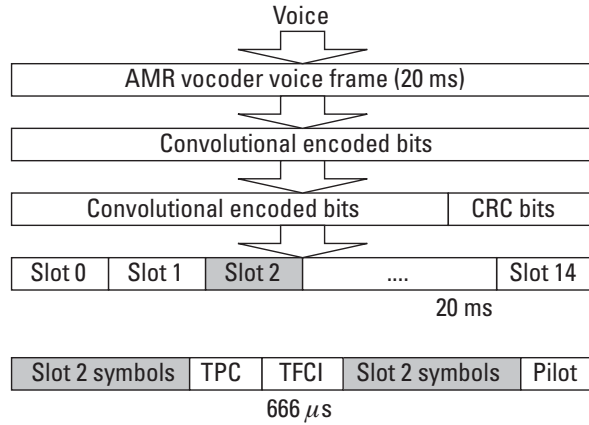 Voice
AMR vocoder voice frame (20 ms)
Convolutional encoded bits
Convolutional encoded bits CRC bits
Slot 0 Slot 1 Slot 2 .... Slot 14
20 ms
Slot 2 symbols TPC TFCI Slot 2 symbols Pilot
666 μs